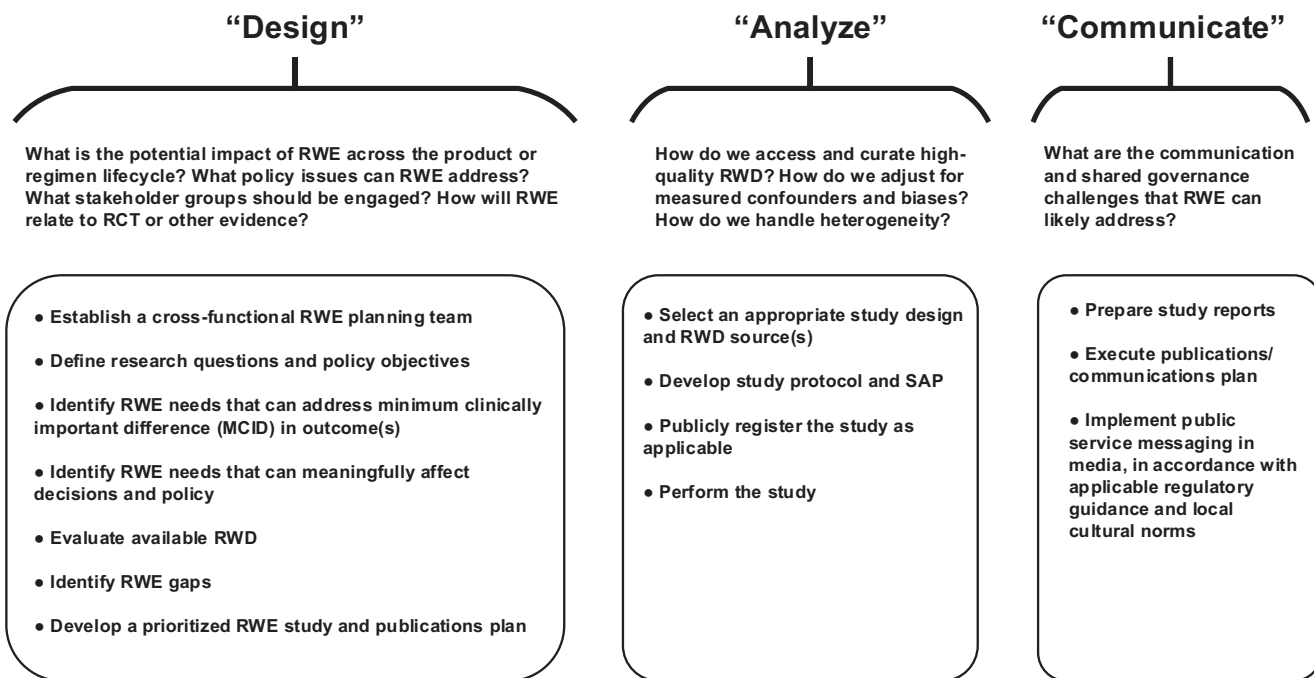 “Design”
What is the potential impact of RWE across the product or
regimen lifecycle? What policy issues can RWE address?
What stakeholder groups should be engaged? How will RWE
relate to RCT or other evidence?
● Establish a cross-functional RWE planning team
● Define research questions and policy objectives
● Identify RWE needs that can address minimum clinically
important difference (MCID) in outcome(s)
● Identify RWE needs that can meaningfully affect
decisions and policy
● Evaluate available RWD
● Identify RWE gaps
● Develop a prioritized RWE study and publications plan
“Analyze”
How do we access and curate high-
quality RWD? How do we adjust for
measured confounders and biases?
How do we handle heterogeneity?
● Select an appropriate study design
and RWD source(s)
● Develop study protocol and SAP
● Publicly register the study as
applicable
● Perform the study
“Communicate”
What are the communication
and shared governance
challenges that RWE can
likely address?
● Prepare study reports
● Execute publications/
communications plan
● Implement public
service messaging in
media, in accordance with
applicable regulatory
guidance and local
cultural norms